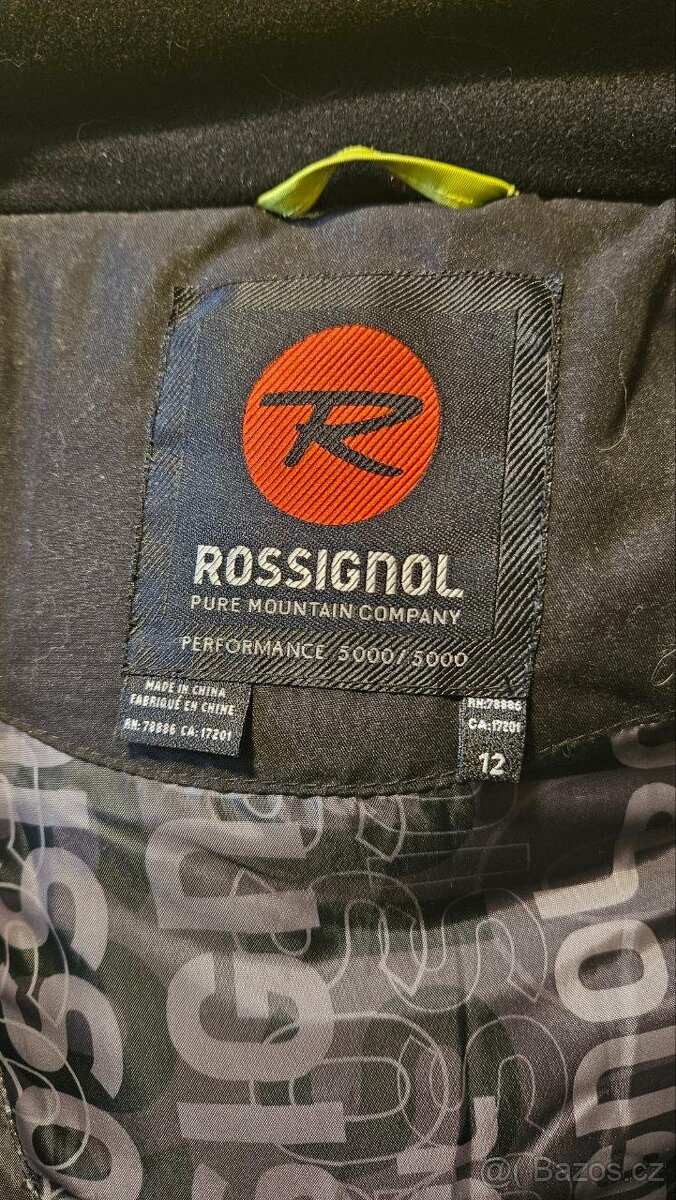 R
ROSSIGNOL
PURE MOUNTAIN COMPANY
PERFORMANCE 5000/5000
MADE IN CHINA
FABRIQUÉ EN CHINE
RN:78886 CA:17201
RN:78886
CA:17201
12
@( Bazos.cz